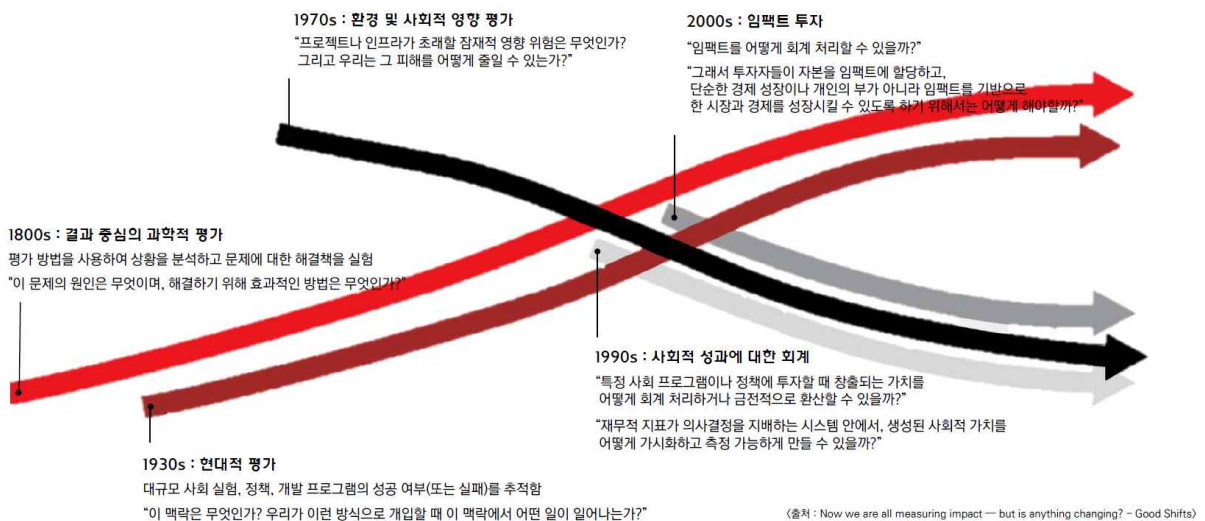 1970s : 환경 및 사회적 영향 평가
“프로젝트나 인프라가 초래할 잠재적 영향 위험은 무엇인가?
그리고 우리는 그 피해를 어떻게 줄일 수 있는가?”
2000s : 임팩트 투자
“임팩트를 어떻게 회계 처리할 수 있을까?”
“그래서 투자자들이 자본을 임팩트에 할당하고,
단순한 경제 성장이나 개인의 부가 아니라 임팩트를 기반으로
한 시장과 경제를 성장시킬 수 있도록 하기 위해서는 어떻게 해야할까?”
1800s : 결과 중심의 과학적 평가
평가 방법을 사용하여 상황을 분석하고 문제에 대한 해결책을 실험
“이 문제의 원인은 무엇이며, 해결하기 위해 효과적인 방법은 무엇인가?”
1990s : 사회적 성과에 대한 회계
“특정 사회 프로그램이나 정책에 투자할 때 창출되는 가치를
어떻게 회계 처리하거나 금전적으로 환산할 수 있을까?”
“재무적 지표가 의사결정을 지배하는 시스템 안에서, 생성된 사회적 가치를
어떻게 가시화하고 측정 가능하게 만들 수 있을까?”
1930s : 현대적 평가
대규모 사회 실험, 정책, 개발 프로그램의 성공 여부(또는 실패)를 추적함
“이 맥락은 무엇인가? 우리가 이런 방식으로 개입할 때 이 맥락에서 어떤 일이 일어나는가?”
〈출처 : Now we are all measuring impact — but is anything changing? – Good Shifts〉